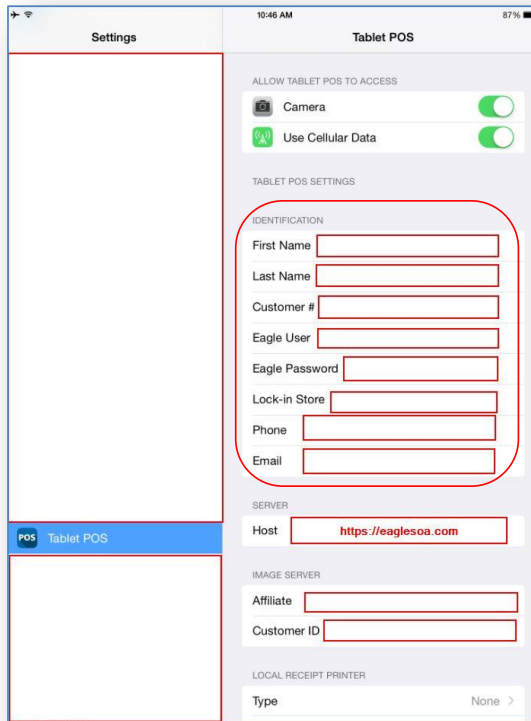 10:46 AM
87%
Settings
Tablet POS
ALLOW TABLET POS TO ACCESS
Camera
Use Cellular Data
TABLET POS SETTINGS
IDENTIFICATION
First Name
Last Name
Customer #
Eagle User
Eagle Password
Lock-in Store
Phone
Email
SERVER
Host https://eaglesoa.com
POS Tablet POS
IMAGE SERVER
Affiliate
Customer ID
LOCAL RECEIPT PRINTER
Type None >